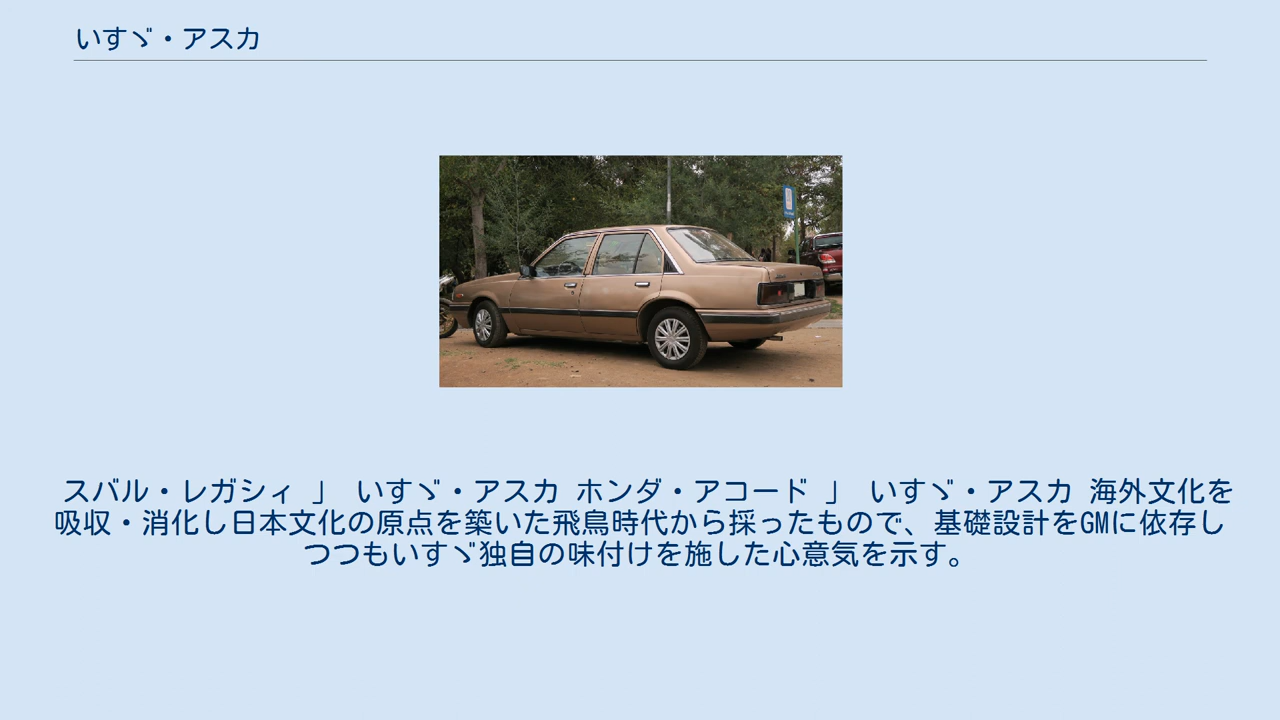 いすゞ・アスカ
スバル・レガシィ 」 いすゞ・アスカ ホンダ・アコード 」 いすゞ・アスカ 海外文化を
吸収・消化し日本文化の原点を築いた飛鳥時代から採ったもので、基礎設計をGMに依存し
つつもいすゞ独自の味付けを施した心意気を示す。